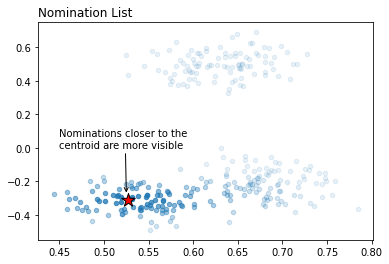 Nomination List
0.6
0.4
0.2
0.0
−0.2
−0.4
Nominations closer to the
centroid are more visible
0.45 0.50 0.55 0.60 0.65 0.70 0.75 0.80